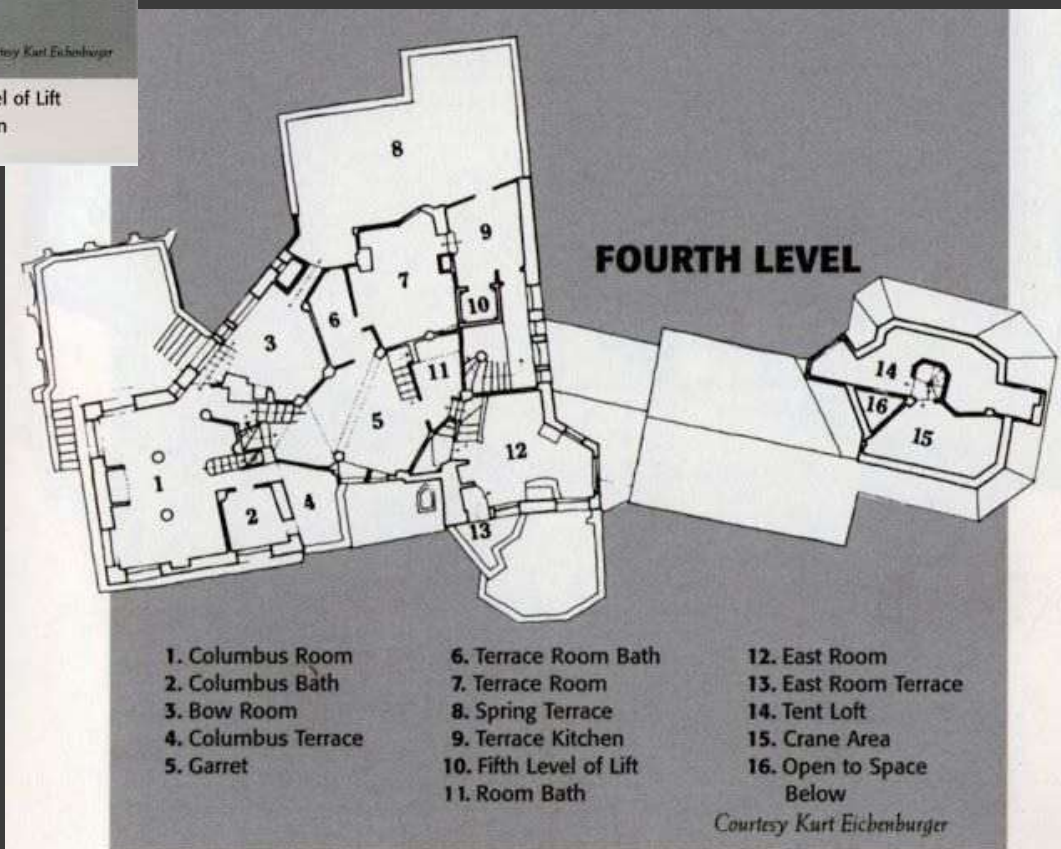 Kurt Eichenburger
of Lift
FOURTH LEVEL
8
9
7
10
3
6
11
5
12
1
2
4
13
14
16
15
1. Columbus Room
2. Columbus Bath
3. Bow Room
4. Columbus Terrace
5. Garret
6. Terrace Room Bath
7. Terrace Room
8. Spring Terrace
9. Terrace Kitchen
10. Fifth Level of Lift
11. Room Bath
12. East Room
13. East Room Terrace
14. Tent Loft
15. Crane Area
16. Open to Space
Below
Courtesy Kurt Eichenburger